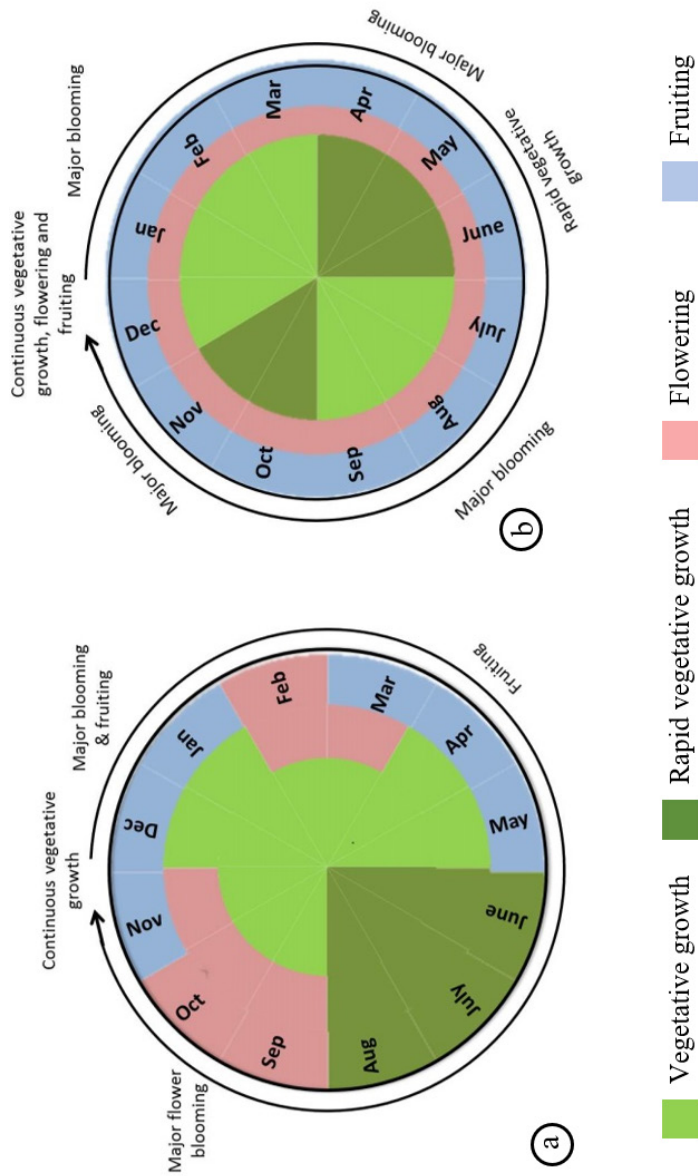 Continuous vegetative
growth
Major blooming
& fruiting
Fruiting
Major flower
blooming
Jan
Feb
Mar
Apr
May
June
July
Aug
Sep
Oct
Nov
Dec
a
Continuous vegetative
growth, flowering and
fruiting
Major blooming
Major blooming
Rapid vegetative
growth
Major blooming
Major blooming
Jan
Feb
Mar
Apr
May
June
July
Aug
Sep
Oct
Nov
Dec
b
Vegetative growth
Rapid vegetative growth
Flowering
Fruiting